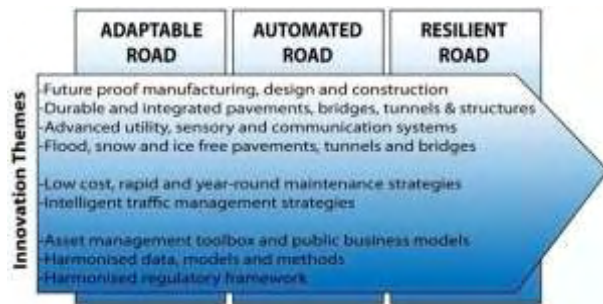 ADAPTABLE ROAD
AUTOMATED ROAD
RESILIENT ROAD
Innovation Themes
-Future proof manufacturing, design and construction
-Durable and integrated pavements, bridges, tunnels & structures
-Advanced utility, sensory and communication systems
-Flood, snow and ice free pavements, tunnels and bridges
-Low cost, rapid and year-round maintenance strategies
-Intelligent traffic management strategies
-Asset management toolbox and public business models
-Harmonised data, models and methods
-Harmonised regulatory framework